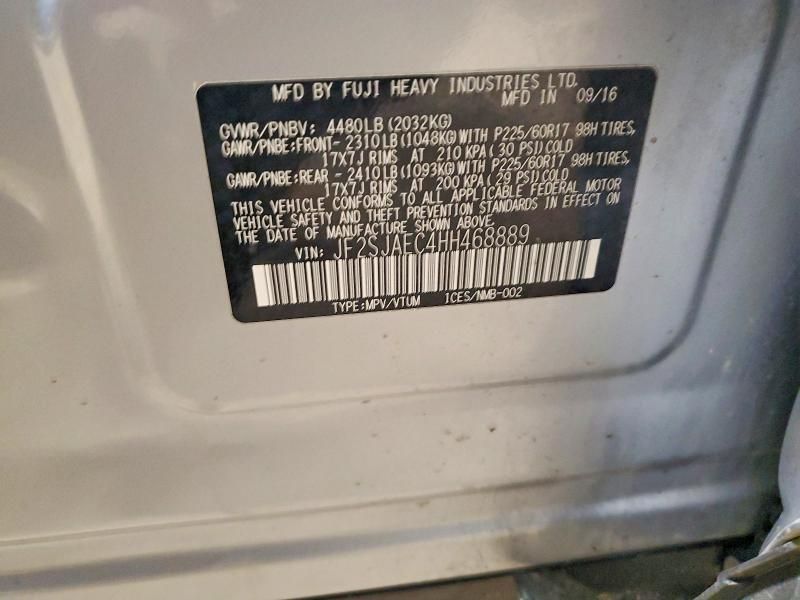 MFD BY FUJI HEAVY INDUSTRIES LTD.
MFD IN 09/16
GVWR/PNBV: 4480LB(2032KG)
GAWR/PNBE:FRONT- 2310LB(1048KG)WITH P225/60R17 98H TIRES,
17X7J RIMS AT 210 KPA(30 PSI)COLD
GAWR/PNBE:REAR - 2410LB(1093KG)WITH P225/60R17 98H TIRES,
17X7J RIMS AT 200 KPA(29 PSI)COLD
THIS VEHICLE CONFORMS TO ALL APPLICABLE FEDERAL MOTOR
VEHICLE SAFETY AND THEFT PREVENTION STANDARDS IN EFFECT ON
THE DATE OF MANUFACTURE SHOWN ABOVE.
VIN: JF2SJAEC4HH468889
TYPE:MPV/VTUM ICES/NMB-002